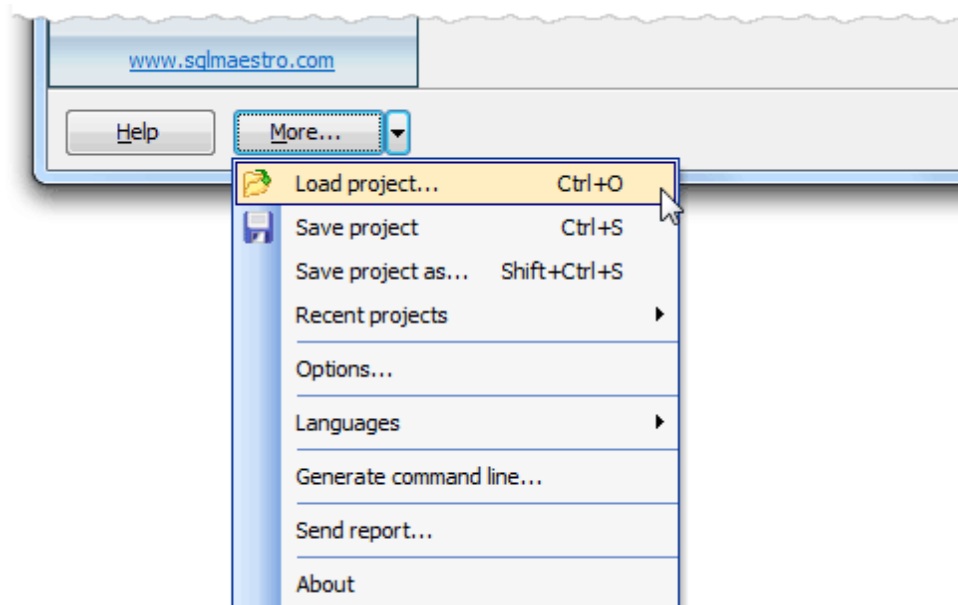 www.sqlmaestro.com
Help More...
Load project... Ctrl+O
Save project Ctrl+S
Save project as... Shift+Ctrl+S
Recent projects
Options...
Languages
Generate command line...
Send report...
About